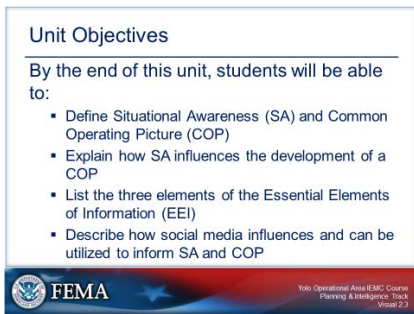 Unit Objectives
By the end of this unit, students will be able
to:
▪ Define Situational Awareness (SA) and Common
Operating Picture (COP)
▪ Explain how SA influences the development of a
COP
▪ List the three elements of the Essential Elements
of Information (EEI)
▪ Describe how social media influences and can be
utilized to inform SA and COP
FEMA
Yolo Operational Area IEMC Course
Planning & Intelligence Track
Visual 2.3